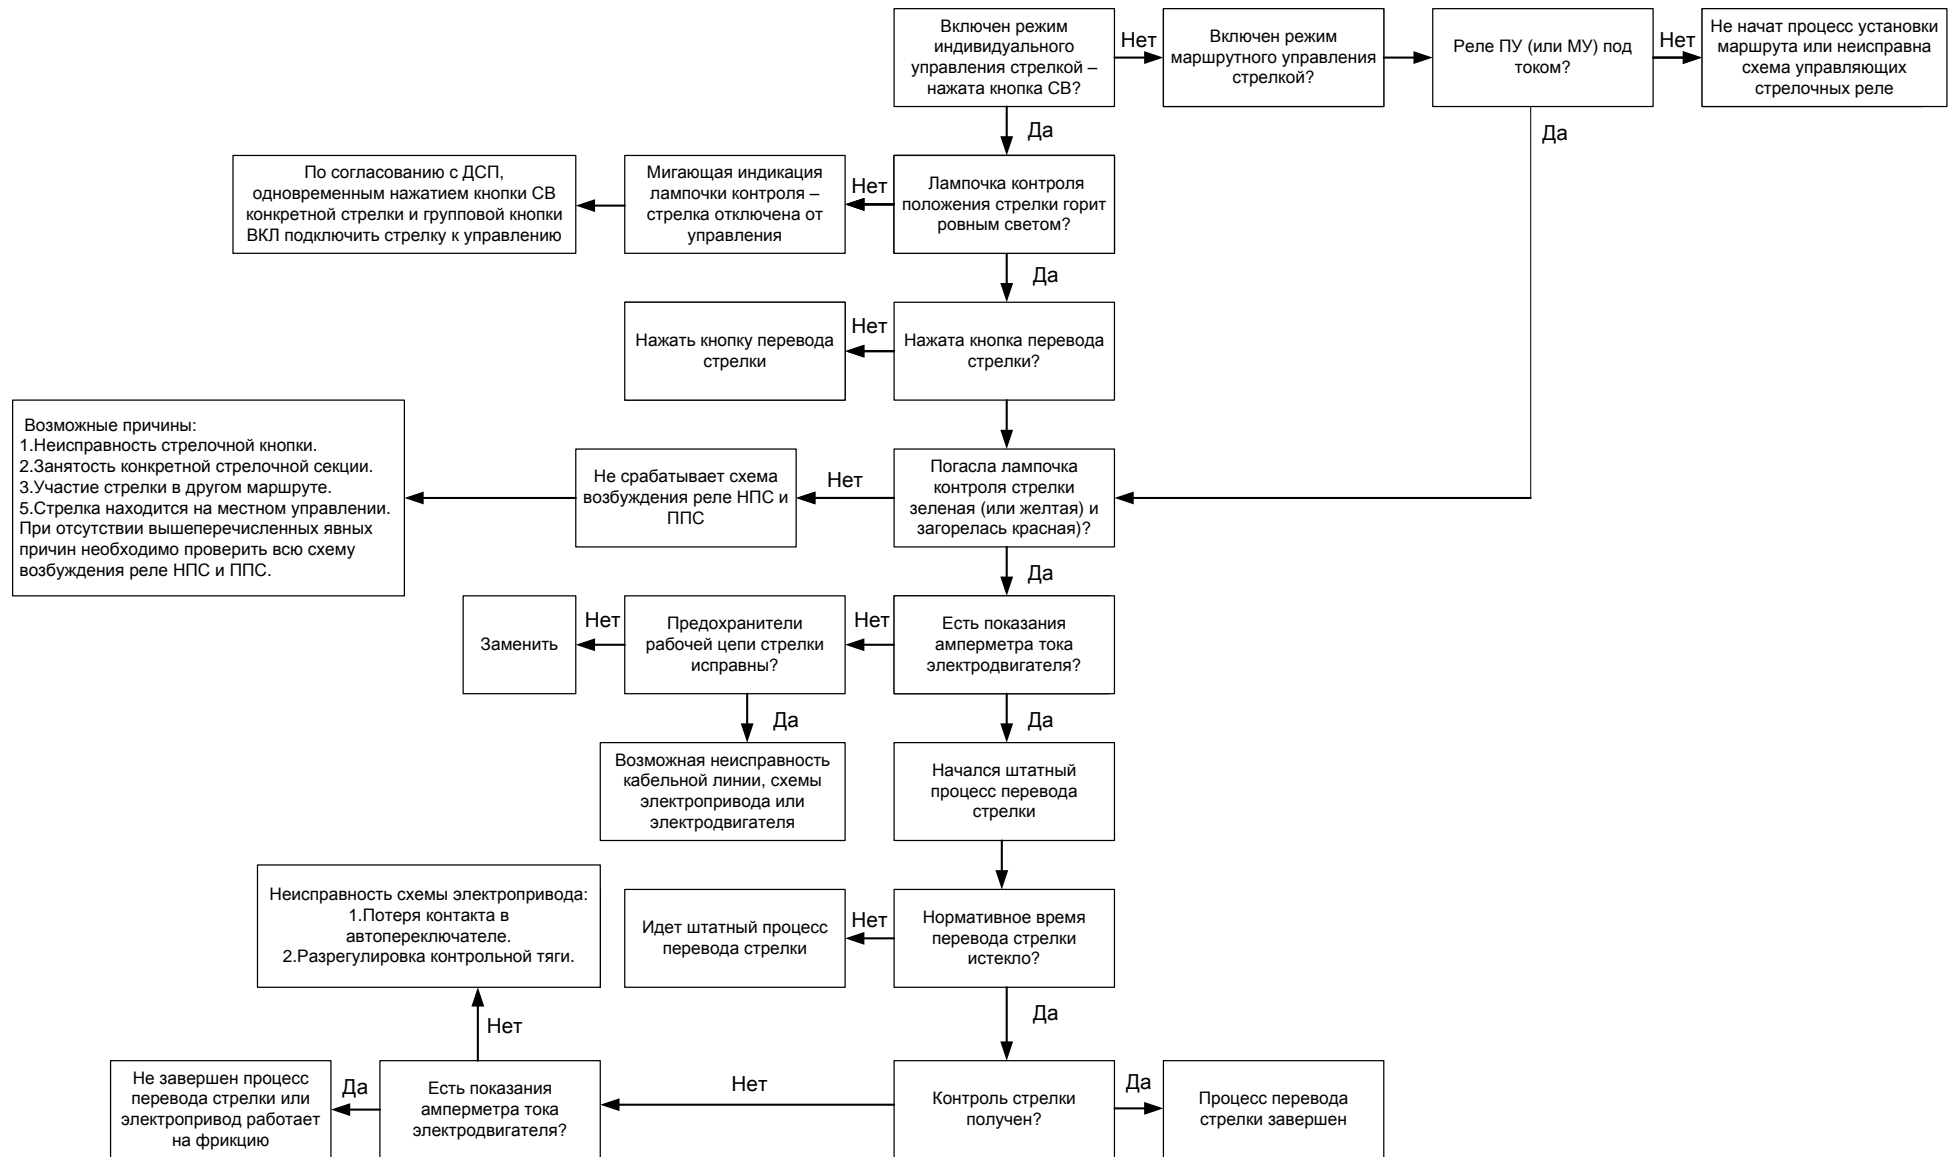 Включен режим
индивидуального
управления стрелкой –
нажата кнопка СВ?
Нет
Включен режим
маршрутного управления
стрелкой?
Реле ПУ (или МУ) под
током?
Нет
Не начат процесс установки
маршрута или неисправна
схема управляющих
стрелочных реле
Да
Да
По согласованию с ДСП,
одновременным нажатием кнопки СВ
конкретной стрелки и групповой кнопки
ВКЛ подключить стрелку к управлению
Мигающая индикация
лампочки контроля –
стрелка отключена от
управления
Нет
Лампочка контроля
положения стрелки горит
ровным светом?
Да
Нажать кнопку перевода
стрелки
Нет
Нажата кнопка перевода
стрелки?
Возможные причины:
1.Неисправность стрелочной кнопки.
2.Занятость конкретной стрелочной секции.
3.Участие стрелки в другом маршруте.
5.Стрелка находится на местном управлении.
При отсутствии вышеперечисленных явных
причин необходимо проверить всю схему
возбуждения реле НПС и ППС.
Не срабатывает схема
возбуждения реле НПС и
ППС
Нет
Погасла лампочка
контроля стрелки
зеленая (или желтая) и
загорелась красная)?
Да
Заменить
Нет
Предохранители
рабочей цепи стрелки
исправны?
Нет
Есть показания
амперметра тока
электродвигателя?
Да
Да
Возможная неисправность
кабельной линии, схемы
электропривода или
электродвигателя
Начался штатный
процесс перевода
стрелки
Неисправность схемы электропривода:
1.Потеря контакта в
автопереключателе.
2.Разрегулировка контрольной тяги.
Идет штатный процесс
перевода стрелки
Нет
Нормативное время
перевода стрелки
истекло?
Нет
Да
Не завершен процесс
перевода стрелки или
электропривод работает
на фрикцию
Да
Есть показания
амперметра тока
электродвигателя?
Нет
Контроль стрелки
получен?
Да
Процесс перевода
стрелки завершен